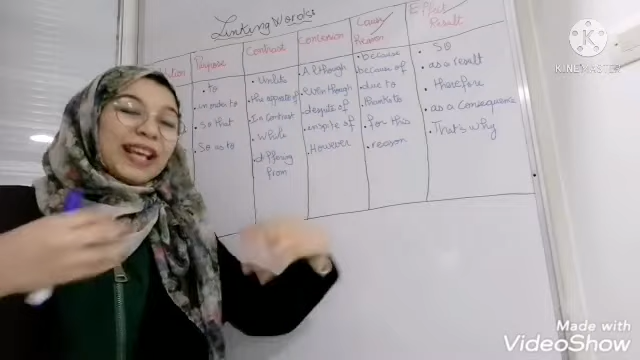 Linking Words:
Purpose
Contrast
Concession
Cause/
Reason
Effect/
Result
• to
• in order to
• so that
• So as to
• Unlike
• the opposite of
• In contrast
• While
• differing
from
• Although
• Even though
• despite of
• inspite of
• However
• because
• because of
• due to
• thanks to
• for this
• reason
• So
• as a result
• therefore
• as a consequence
• That's why
KINEMASTER
Made with
VideoShow